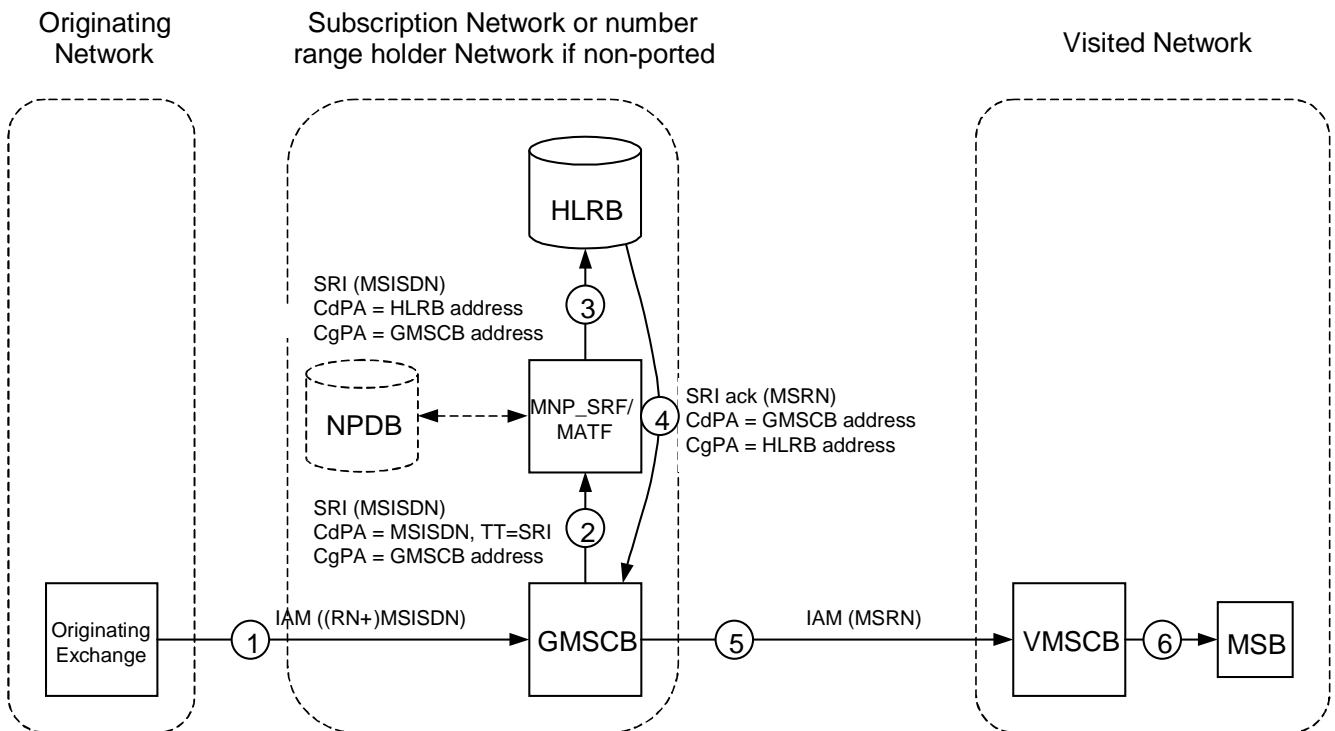 Originating
Network
Subscription Network or number
range holder Network if non-ported
Visited Network
HLRB
SRI (MSISDN)
CdPA = HLRB address
CgPA = GMSCB address
3
NPDB
MNP_SRF/
MATF
4
SRI ack (MSRN)
CdPA = GMSCB address
CgPA = HLRB address
SRI (MSISDN)
CdPA = MSISDN, TT=SRI
CgPA = GMSCB address
2
Originating
Exchange
1
IAM ((RN+)MSISDN)
GMSCB
5
IAM (MSRN)
VMSCB
6
MSB